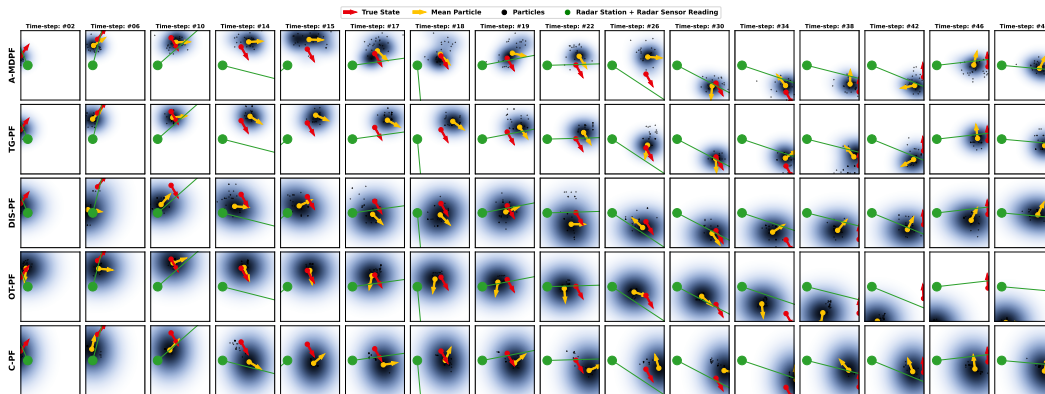 True State Mean Particle Particles Radar Station + Radar Sensor Reading
Time-step: #02 Time-step: #06 Time-step: #10 Time-step: #14 Time-step: #15 Time-step: #17 Time-step: #18 Time-step: #19 Time-step: #22 Time-step: #26 Time-step: #30 Time-step: #34 Time-step: #38 Time-step: #42 Time-step: #46 Time-step: #4
A-MDPF
TG-PF
DIS-PF
OT-PF
C-PF